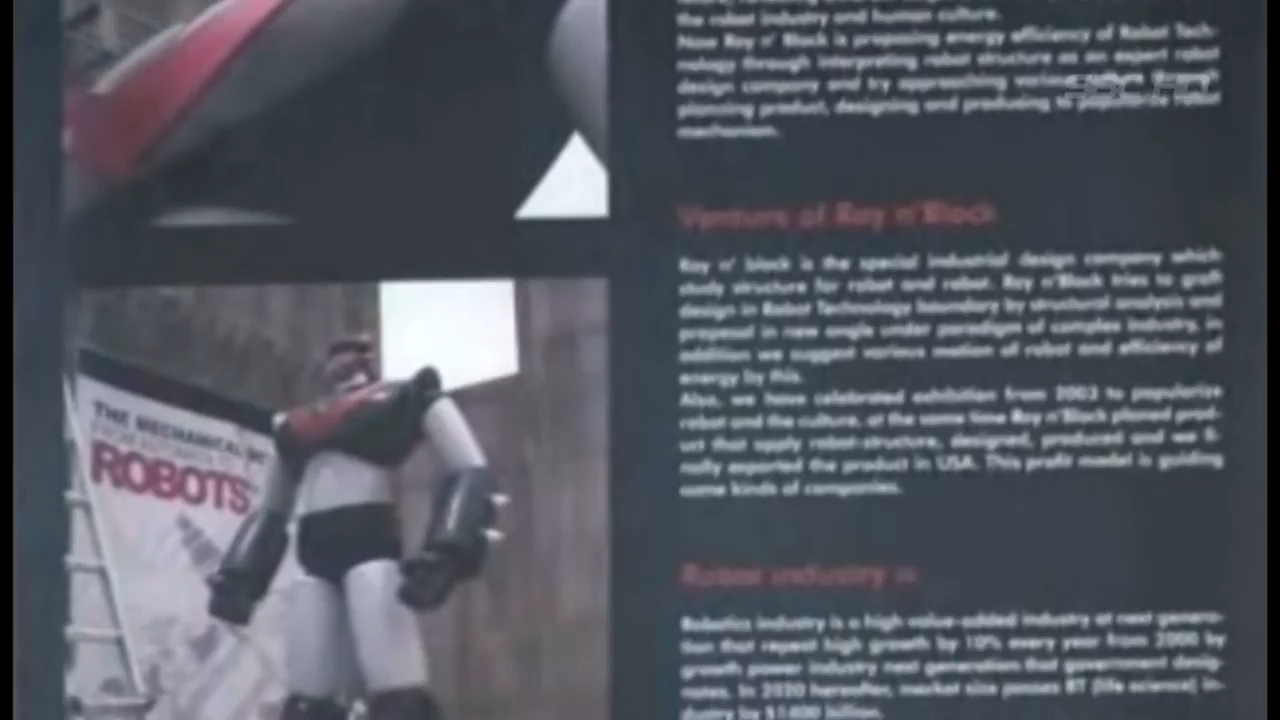 the robot industry and human culture.
Now Roy n' Block is proposing energy efficiency of Robot Tech-
nology through interpreting robot structure as an expert robot
design company and try approaching various
planning product, designing and producing to popularize robot
mechanism.
Venture of Roy n'Block
Roy n' block is the special industrial design company which
study structure for robot and robot. Roy n'Block tries to graft
design in Robot Technology boundary by structural analysis and
proposal in new angle under paradigm of complex industry, in
addition we suggest various motion of robot and efficiency of
energy by this.
Also, we have celebrated exhibition from 2003 to popularize
robot and the culture, at the same time Roy n'Block planed prod-
uct that apply robot-structure, designed, produced and we fi-
nally exported the product in USA. This profit model is guiding
some kinds of companies.
Robot industry is
Robotics industry is a high value-added industry at next genera-
tion that repeat high growth by 10% every year from 2000 by
growth power industry next generation that government desig-
nates. In 2020 hereafter, market size passes BT (life science) in-
dustry by $1400 billion.
THE MECHANICAL
ROBOTS
SBC HD